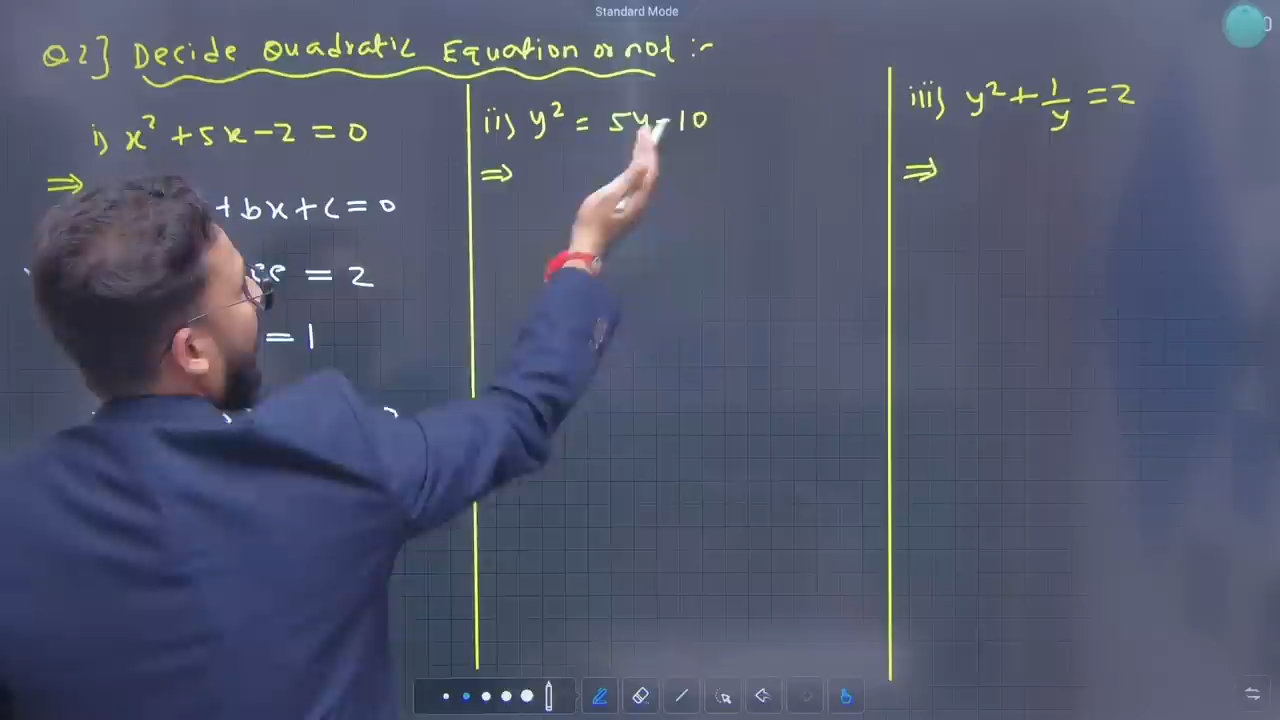 Standard Mode
Q2] Decide Quadratic Equation or not :-
i) x² + 5x - 2 = 0
⇒
+ bx + c = 0
= 2
= 1
ii) y² = 5y - 10
⇒
iii) y² + 1/y = 2
⇒